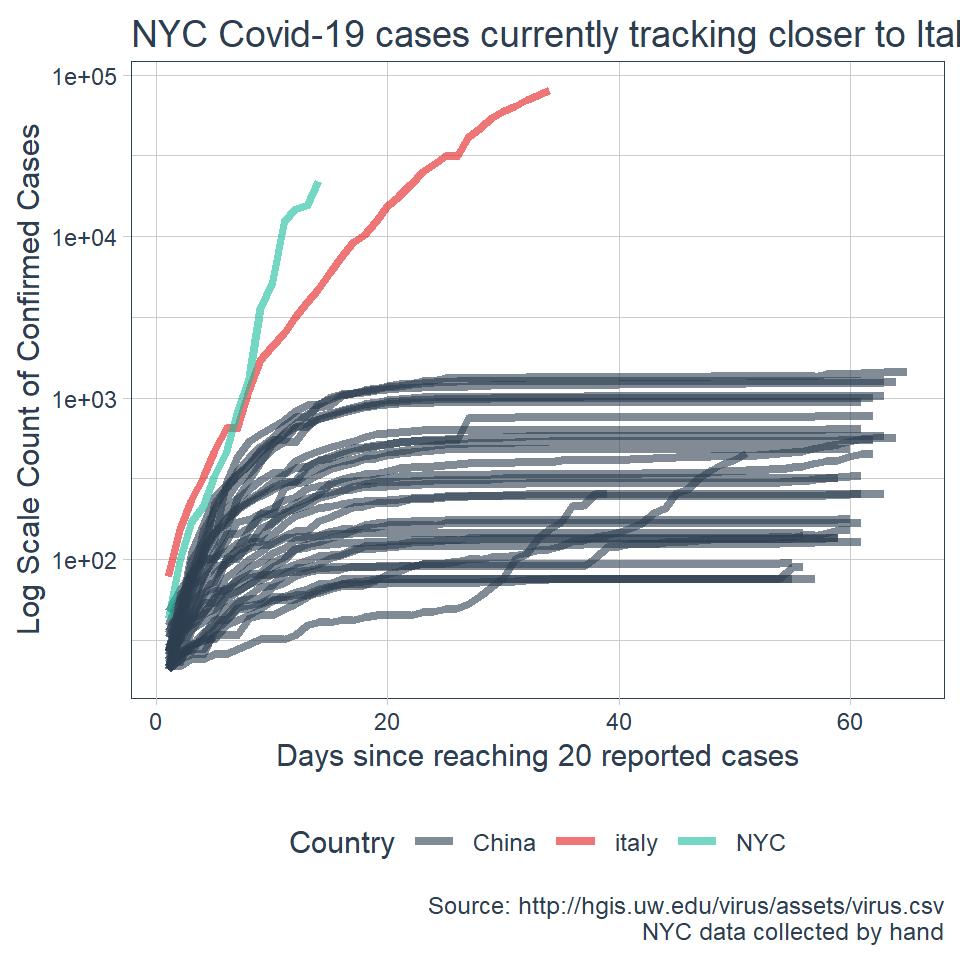 NYC Covid-19 cases currently tracking closer to Ital
Log Scale Count of Confirmed Cases
1e+05
1e+04
1e+03
1e+02
0 20 40 60
Days since reaching 20 reported cases
Country China italy NYC
Source: http://hgis.uw.edu/virus/assets/virus.csv
NYC data collected by hand